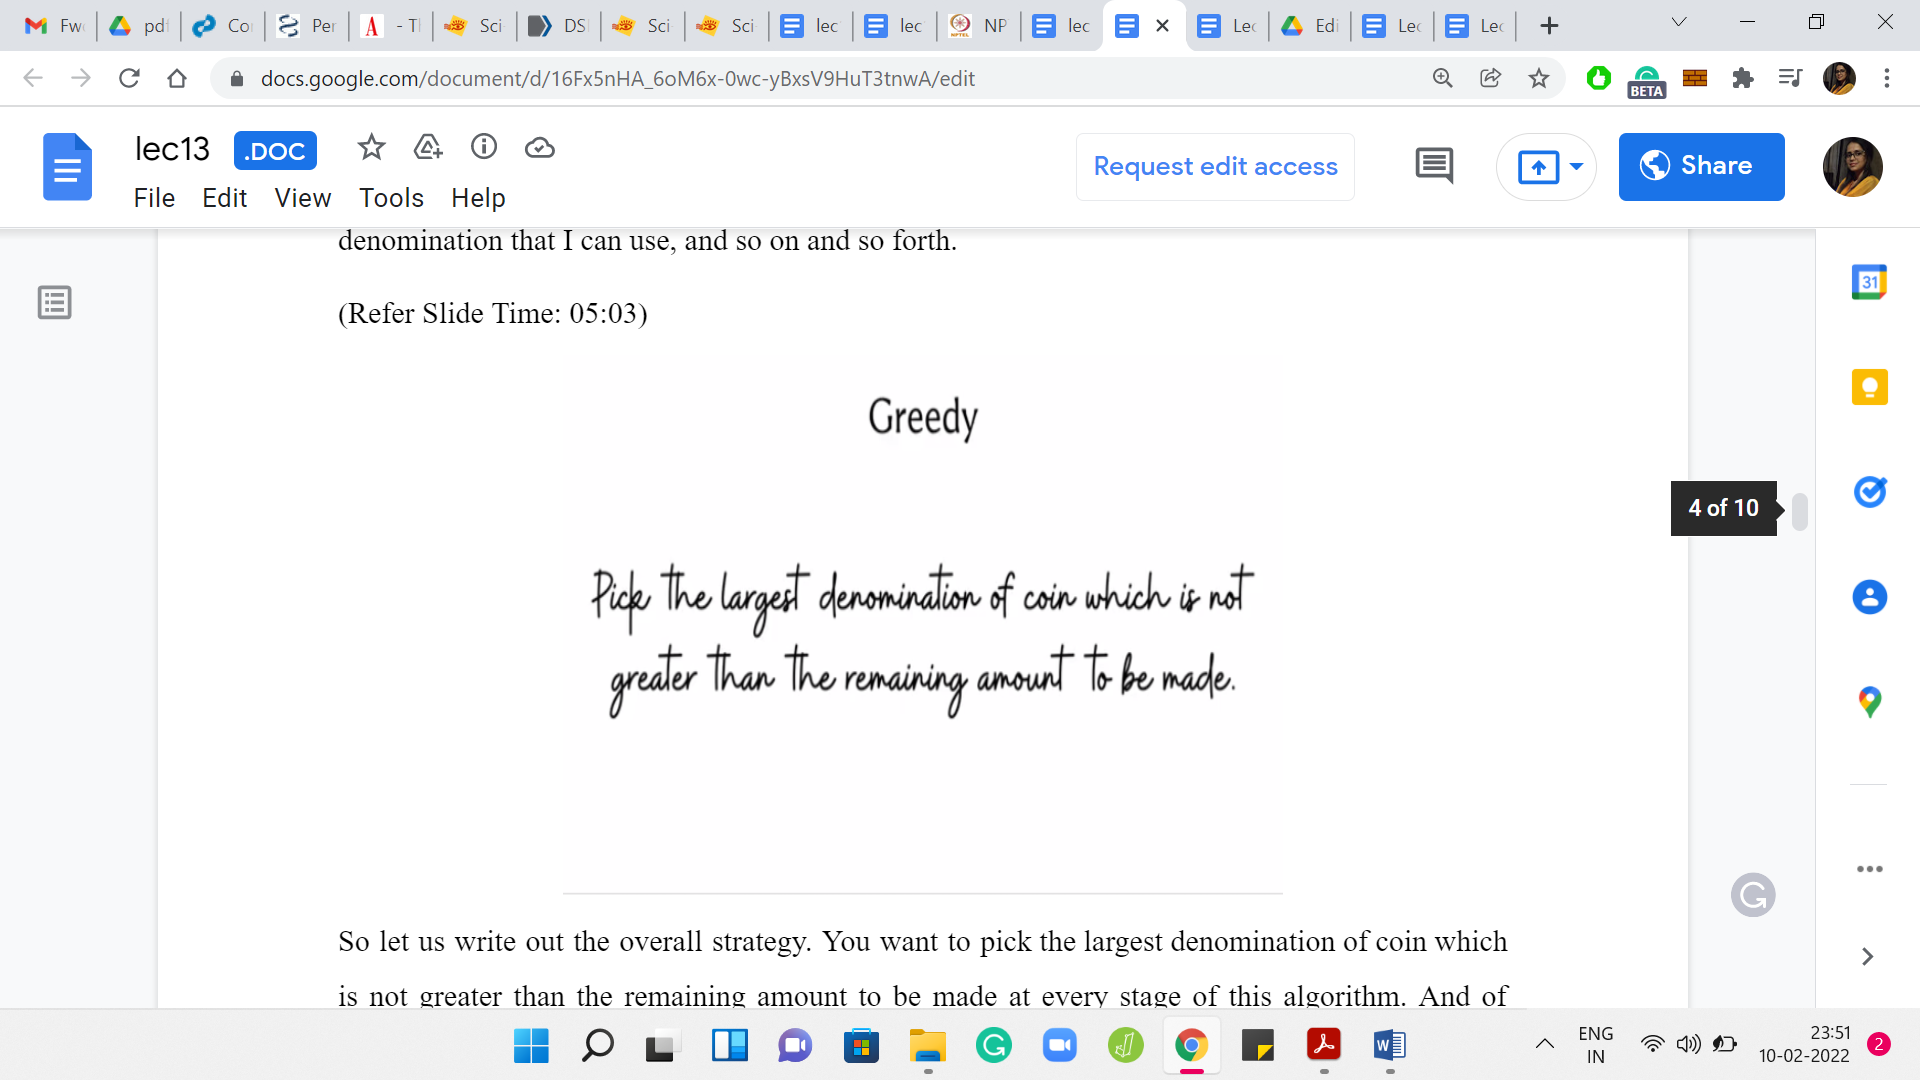 Fw
pdf
Co
Per
- Tl
Sci
DS
Sci
Sci
lec
lec
NP
lec
Lec
Edi
Lec
Lec
docs.google.com/document/d/16Fx5nHA_6oM6x-0wc-yBxsV9HuT3tnwA/edit
BETA
lec13 .DOC
Request edit access
Share
File Edit View Tools Help
denomination that I can use, and so on and so forth.
31
(Refer Slide Time: 05:03)
Greedy
4 of 10
Pick the largest denomination of coin which is not
greater than the remaining amount to be made.
So let us write out the overall strategy. You want to pick the largest denomination of coin which
is not greater than the remaining amount to be made at every stage of this algorithm. And of
ENG
IN
23:51
10-02-2022
2